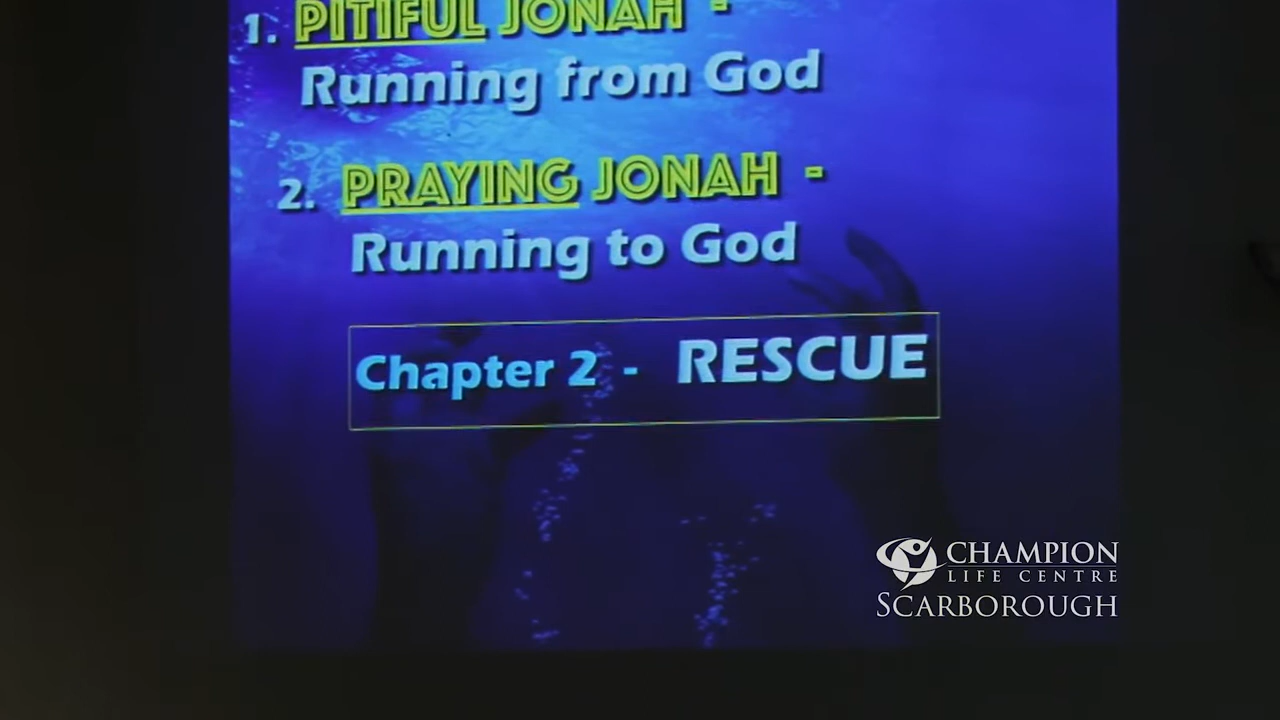 1. PITIFUL JONAH -
Running from God
2. PRAYING JONAH -
Running to God
Chapter 2 - RESCUE
CHAMPION
LIFE CENTRE
SCARBOROUGH